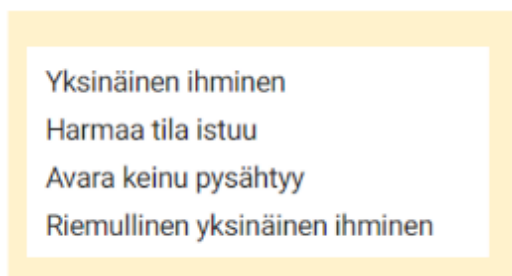 Yksinäinen ihminen
Harmaa tila istuu
Avara keinu pysähtyy
Riemullinen yksinäinen ihminen